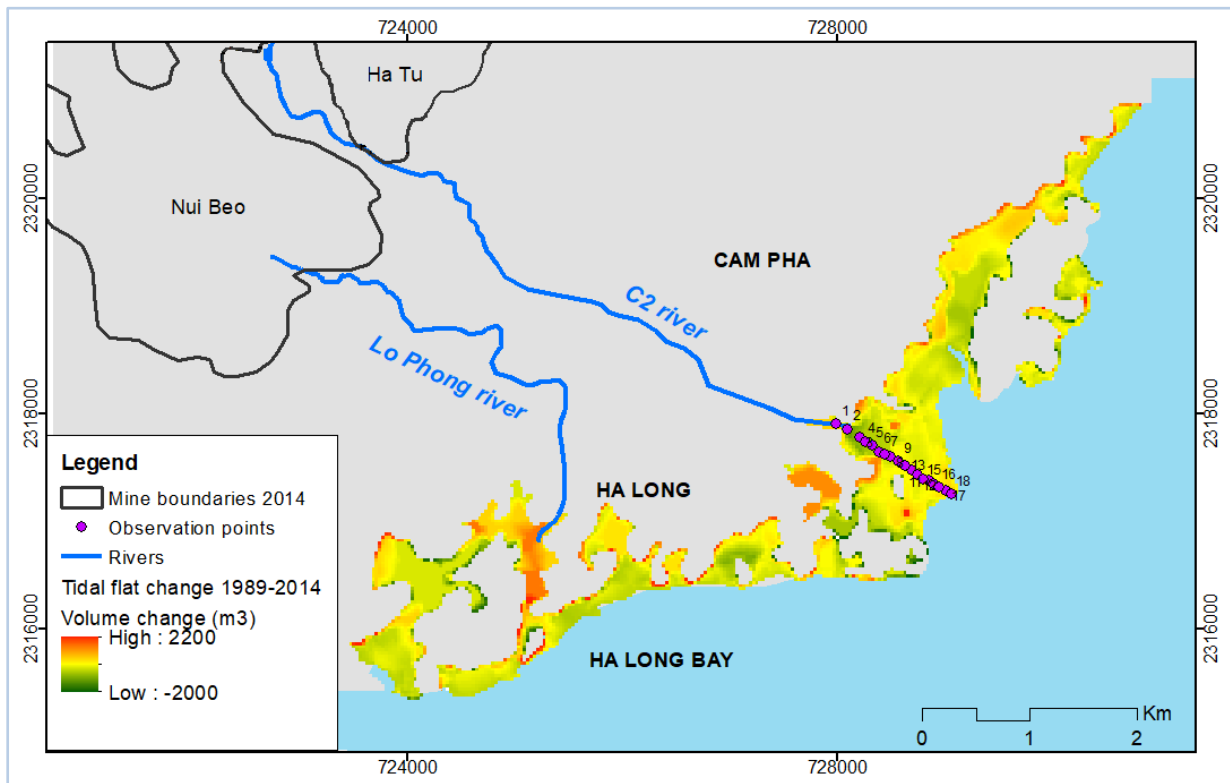 724000
728000
Ha Tu
2320000
2320000
Nui Beo
CAM PHA
C2 river
Lo Phong river
2318000
2318000
1
2
4
5
6
7
9
13
15
16
18
17
HA LONG
Legend
Mine boundaries 2014
Observation points
Rivers
Tidal flat change 1989-2014
Volume change (m3)
High : 2200
Low : -2000
2316000
2316000
HA LONG BAY
Km
0 1 2
724000
728000